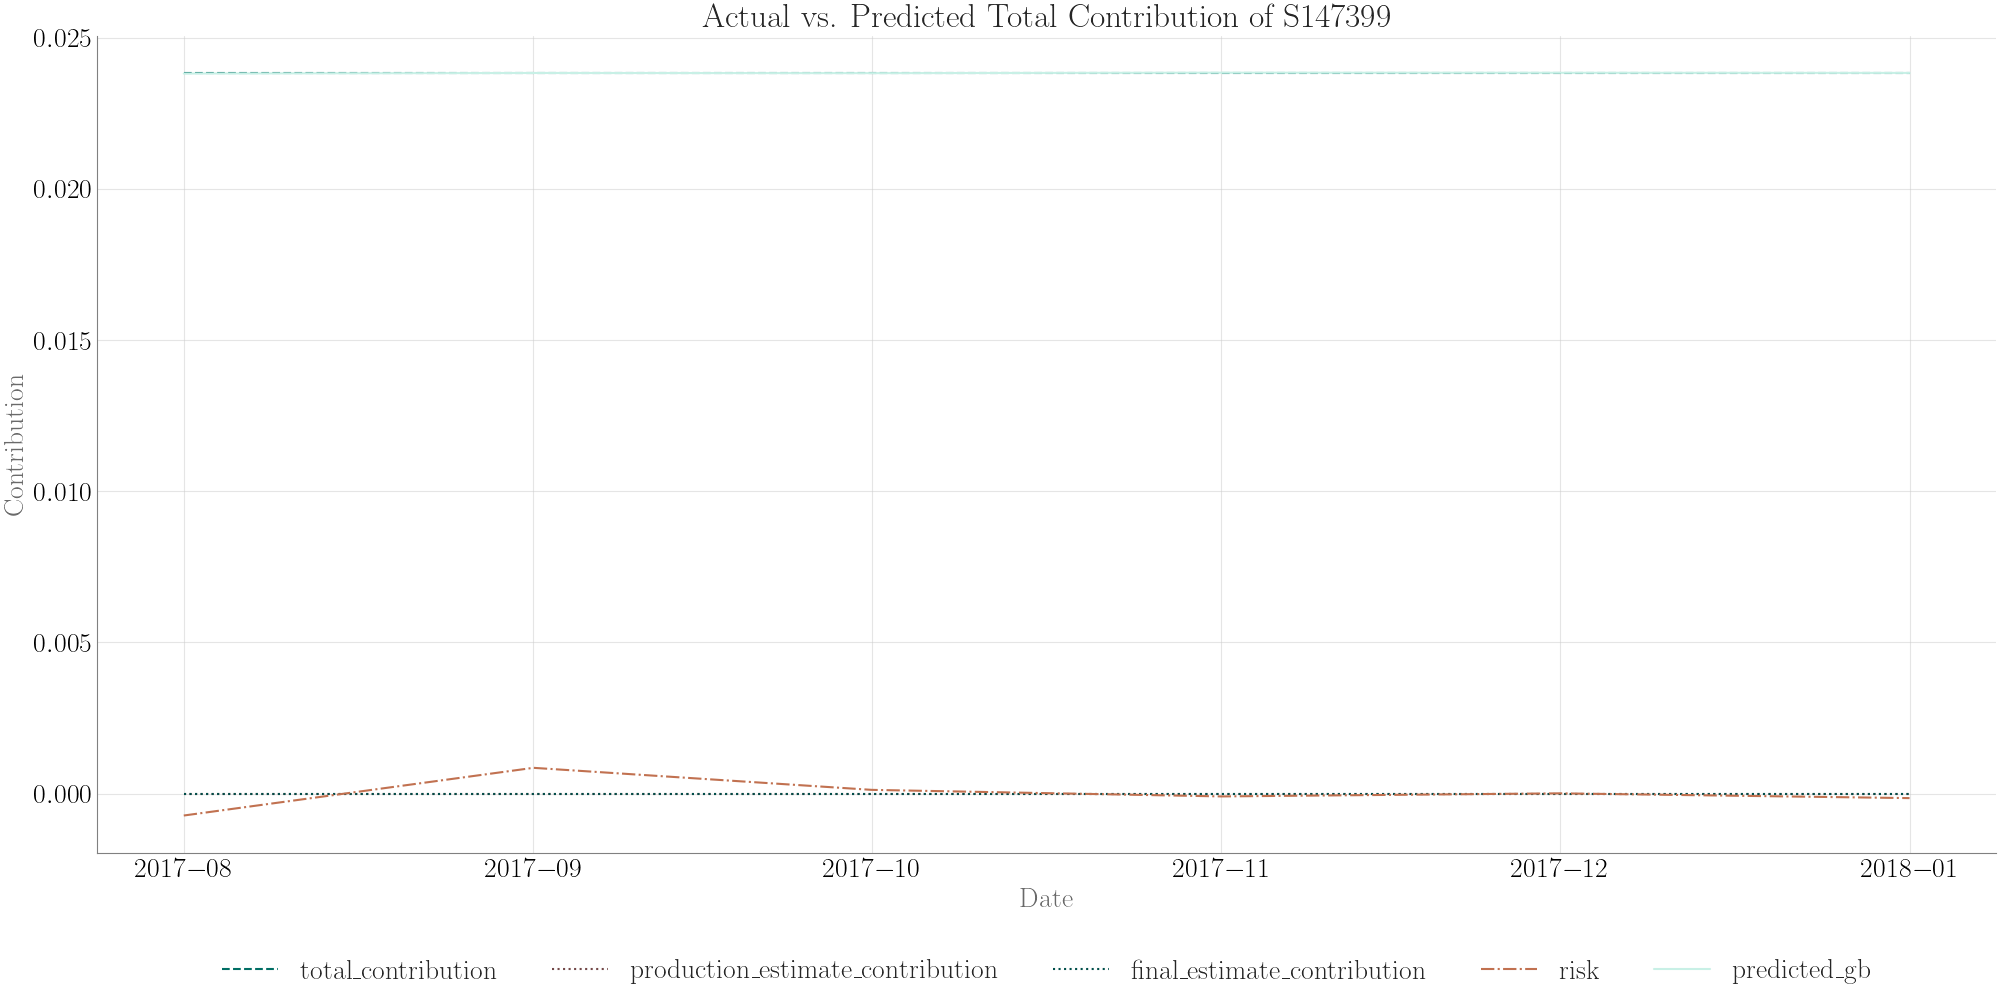 Actual vs. Predicted Total Contribution of S147399
0.025
0.020
0.015
0.010
0.005
0.000
Contribution
2017–08 2017–09 2017–10 2017–11 2017–12 2018–01
Date
total_contribution production_estimate_contribution final_estimate_contribution risk predicted_gb